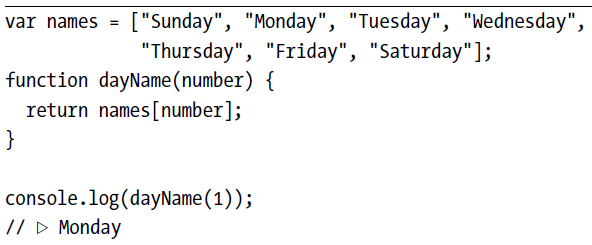 var names = ["Sunday", "Monday", "Tuesday", "Wednesday",
             "Thursday", "Friday", "Saturday"];
function dayName(number) {
  return names[number];
}

console.log(dayName(1));
// ▷ Monday